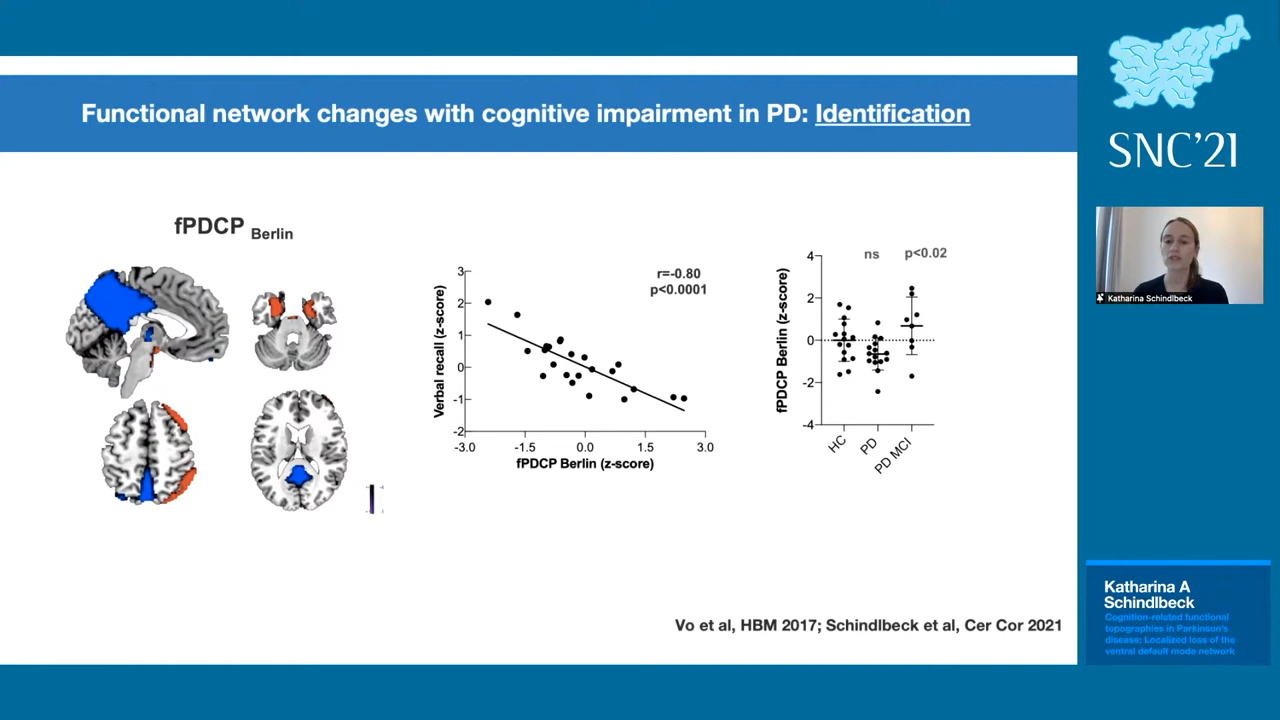 Functional network changes with cognitive impairment in PD: Identification
fPDCP Berlin
Verbal recall (z-score)
3
2
1
0
-1
-2
-3.0
-1.5
0.0
1.5
3.0
fPDCP Berlin (z-score)
r=-0.80
p<0.0001
fPDCP Berlin (z-score)
4
2
0
-2
-4
ns
p<0.02
HC
PD
PD MCI
Vo et al, HBM 2017; Schindlbeck et al, Cer Cor 2021
SNC'21
Katharina Schindlbeck
Katharina A
Schindlbeck
Cognition-related functional
topographies in Parkinson's
disease: Localized loss of the
ventral default mode network